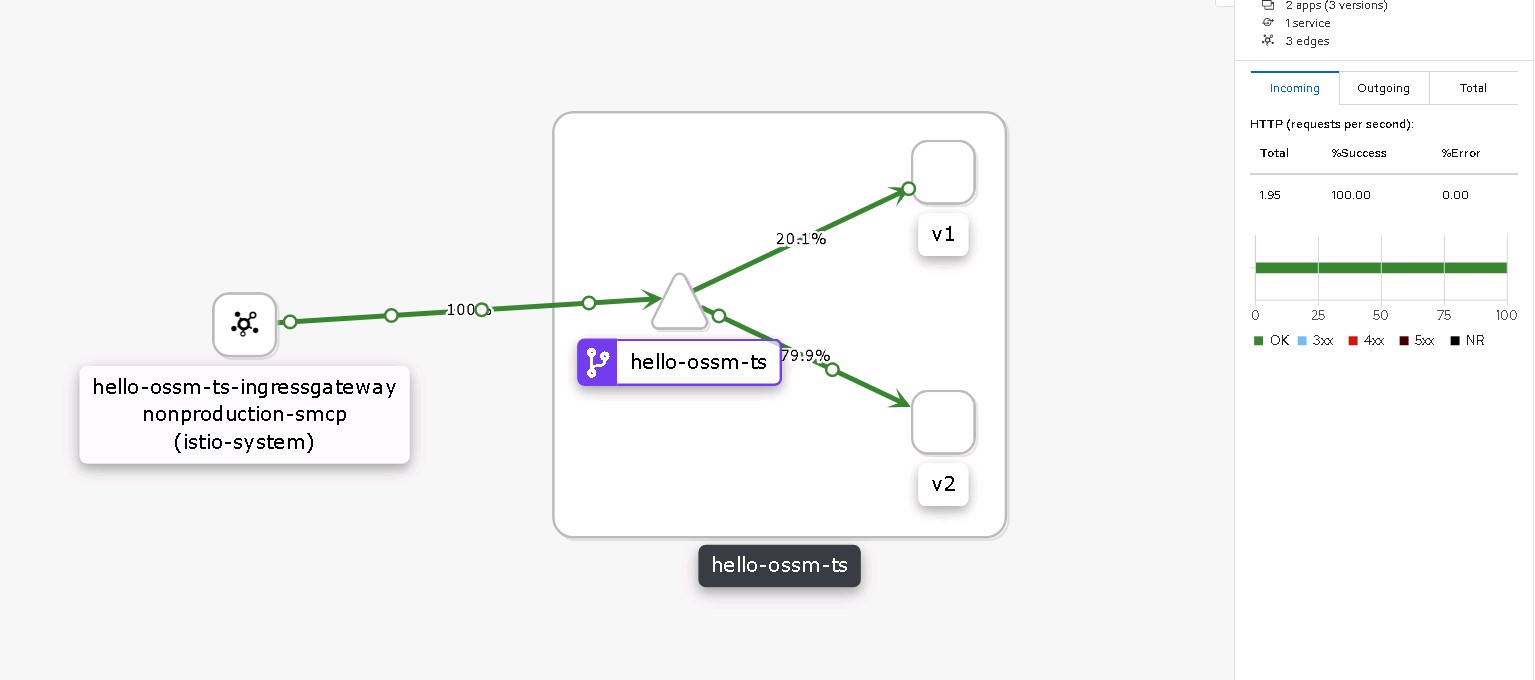 2 apps (3 versions)
1 service
3 edges
Incoming
Outgoing
Total
HTTP (requests per second):
Total %Success %Error
1.95 100.00 0.00
0 25 50 75 100
OK 3xx 4xx 5xx NR
20.1%
v1
100%
79.9%
hello-ossm-ts
v2
hello-ossm-ts-ingressgateway
nonproduction-smcp
(istio-system)
hello-ossm-ts